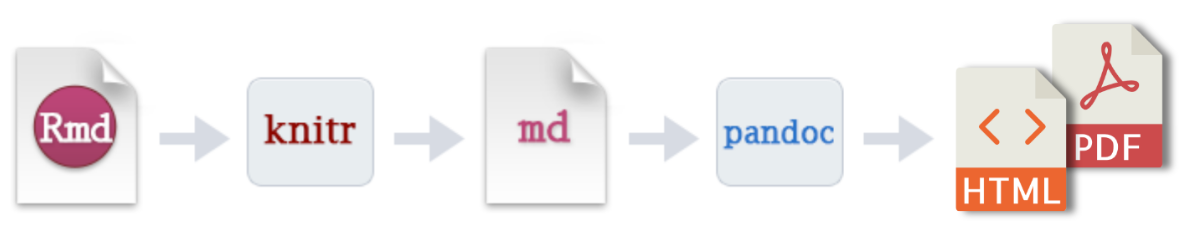 Rmd
knitr
md
pandoc
HTML
PDF